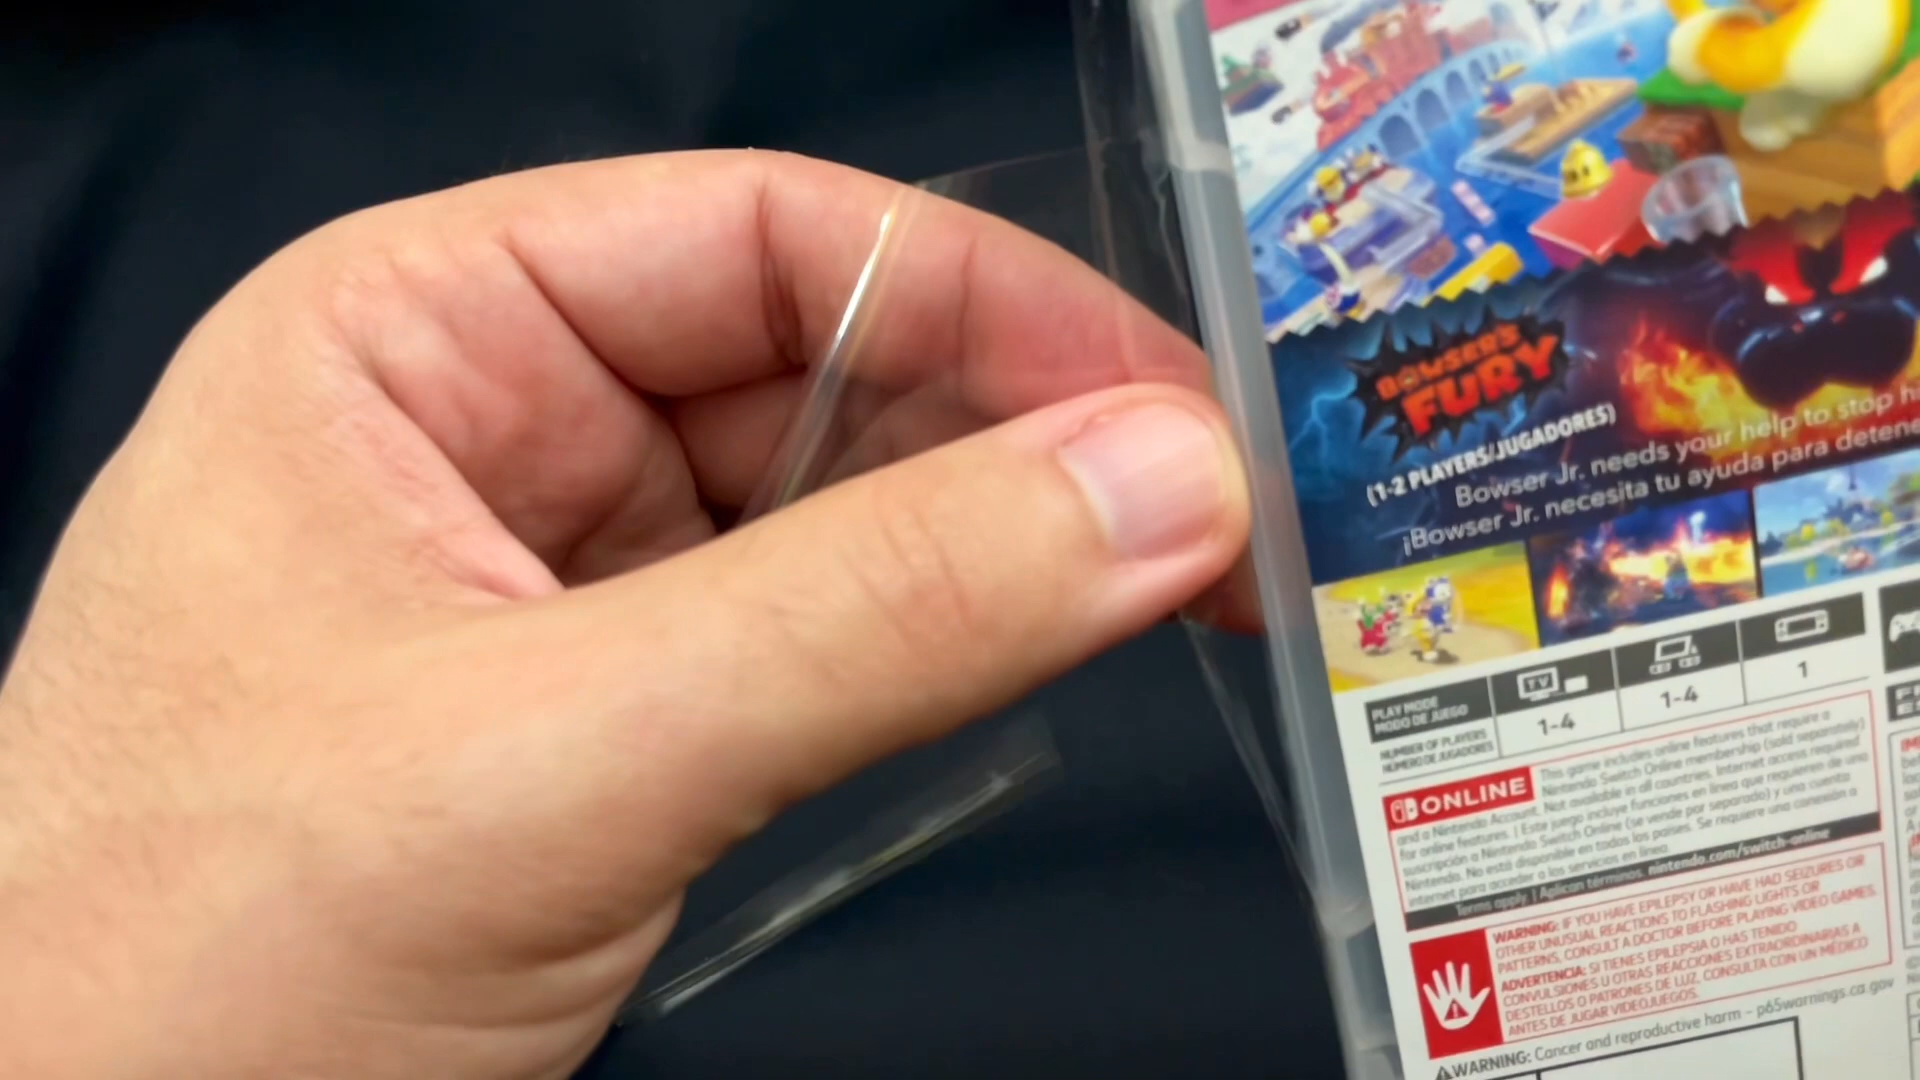 BOWSER'S
FURY
(1-2 PLAYERS/JUGADORES)
Bowser Jr. needs your help to stop
¡Bowser Jr. necesita tu ayuda para
PLAY MODE
MODO DE JUEGO
TV
NUMBER OF PLAYERS
NÚMERO DE JUGADORES
1-4
1-4
1
ONLINE
This game includes online features that require a
Nintendo Switch Online membership (sold separately)
and a Nintendo Account. Not available in all countries. Internet access required
for online features. | Este juego incluye funciones en línea que requieren de una
suscripción a Nintendo Switch Online (se vende por separado) y una cuenta
Nintendo. No está disponible en todos los países. Se requiere una conexión a
internet para acceder a los servicios en línea.
Terms apply. | Aplican términos. nintendo.com/switch-online
WARNING: IF YOU HAVE EPILEPSY OR HAVE HAD SEIZURES OR
OTHER UNUSUAL REACTIONS TO FLASHING LIGHTS OR
PATTERNS, CONSULT A DOCTOR BEFORE PLAYING VIDEO GAMES.
ADVERTENCIA: SI TIENES EPILEPSIA O HAS TENIDO
CONVULSIONES U OTRAS REACCIONES EXTRAORDINARIAS A
DESTELLOS O PATRONES DE LUZ, CONSULTA CON UN MÉDICO
ANTES DE JUGAR VIDEOJUEGOS.
WARNING: Cancer and reproductive harm – p65warnings.ca.gov